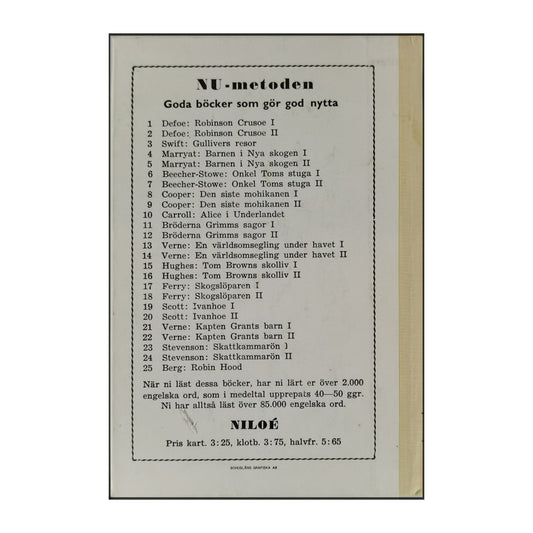 NU-metoden
Goda böcker som gör god nytta
1 Defoe: Robinson Crusoe I
2 Defoe: Robinson Crusoe II
3 Swift: Gullivers resor
4 Marryat: Barnen i Nya skogen I
5 Marryat: Barnen i Nya skogen II
6 Beecher-Stowe: Onkel Toms stuga I
7 Beecher-Stowe: Onkel Toms stuga II
8 Cooper: Den siste mohikanen I
9 Cooper: Den siste mohikanen II
10 Carroll: Alice i Underlandet
11 Bröderna Grimms sagor I
12 Bröderna Grimms sagor II
13 Verne: En världsomsegling under havet I
14 Verne: En världsomsegling under havet II
15 Hughes: Tom Browns skolliv I
16 Hughes: Tom Browns skolliv II
17 Ferry: Skogslöparen I
18 Ferry: Skogslöparen II
19 Scott: Ivanhoe I
20 Scott: Ivanhoe II
21 Verne: Kapten Grants barn I
22 Verne: Kapten Grants barn II
23 Stevenson: Skattkammarön I
24 Stevenson: Skattkammarön II
25 Berg: Robin Hood
När ni läst dessa böcker, har ni lärt er över 2.000
engelska ord, som i medeltal upprepats 40—50 ggr.
Ni har alltså läst över 85.000 engelska ord.
NILOÉ
Pris kart. 3:25, klotb. 3:75, halvfr. 5:65
GRAFISKA AB